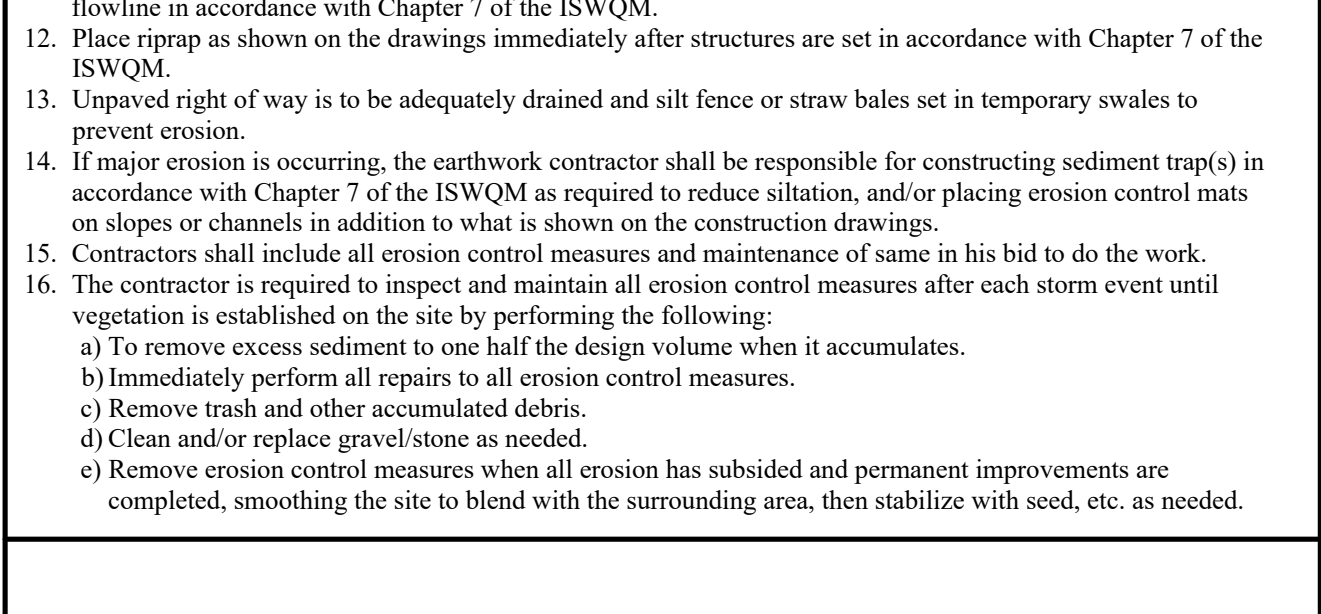 flowline in accordance with Chapter 7 of the ISWQM.
12. Place riprap as shown on the drawings immediately after structures are set in accordance with Chapter 7 of the
ISWQM.
13. Unpaved right of way is to be adequately drained and silt fence or straw bales set in temporary swales to
prevent erosion.
14. If major erosion is occurring, the earthwork contractor shall be responsible for constructing sediment trap(s) in
accordance with Chapter 7 of the ISWQM as required to reduce siltation, and/or placing erosion control mats
on slopes or channels in addition to what is shown on the construction drawings.
15. Contractors shall include all erosion control measures and maintenance of same in his bid to do the work.
16. The contractor is required to inspect and maintain all erosion control measures after each storm event until
vegetation is established on the site by performing the following:
a) To remove excess sediment to one half the design volume when it accumulates.
b) Immediately perform all repairs to all erosion control measures.
c) Remove trash and other accumulated debris.
d) Clean and/or replace gravel/stone as needed.
e) Remove erosion control measures when all erosion has subsided and permanent improvements are
completed, smoothing the site to blend with the surrounding area, then stabilize with seed, etc. as needed.